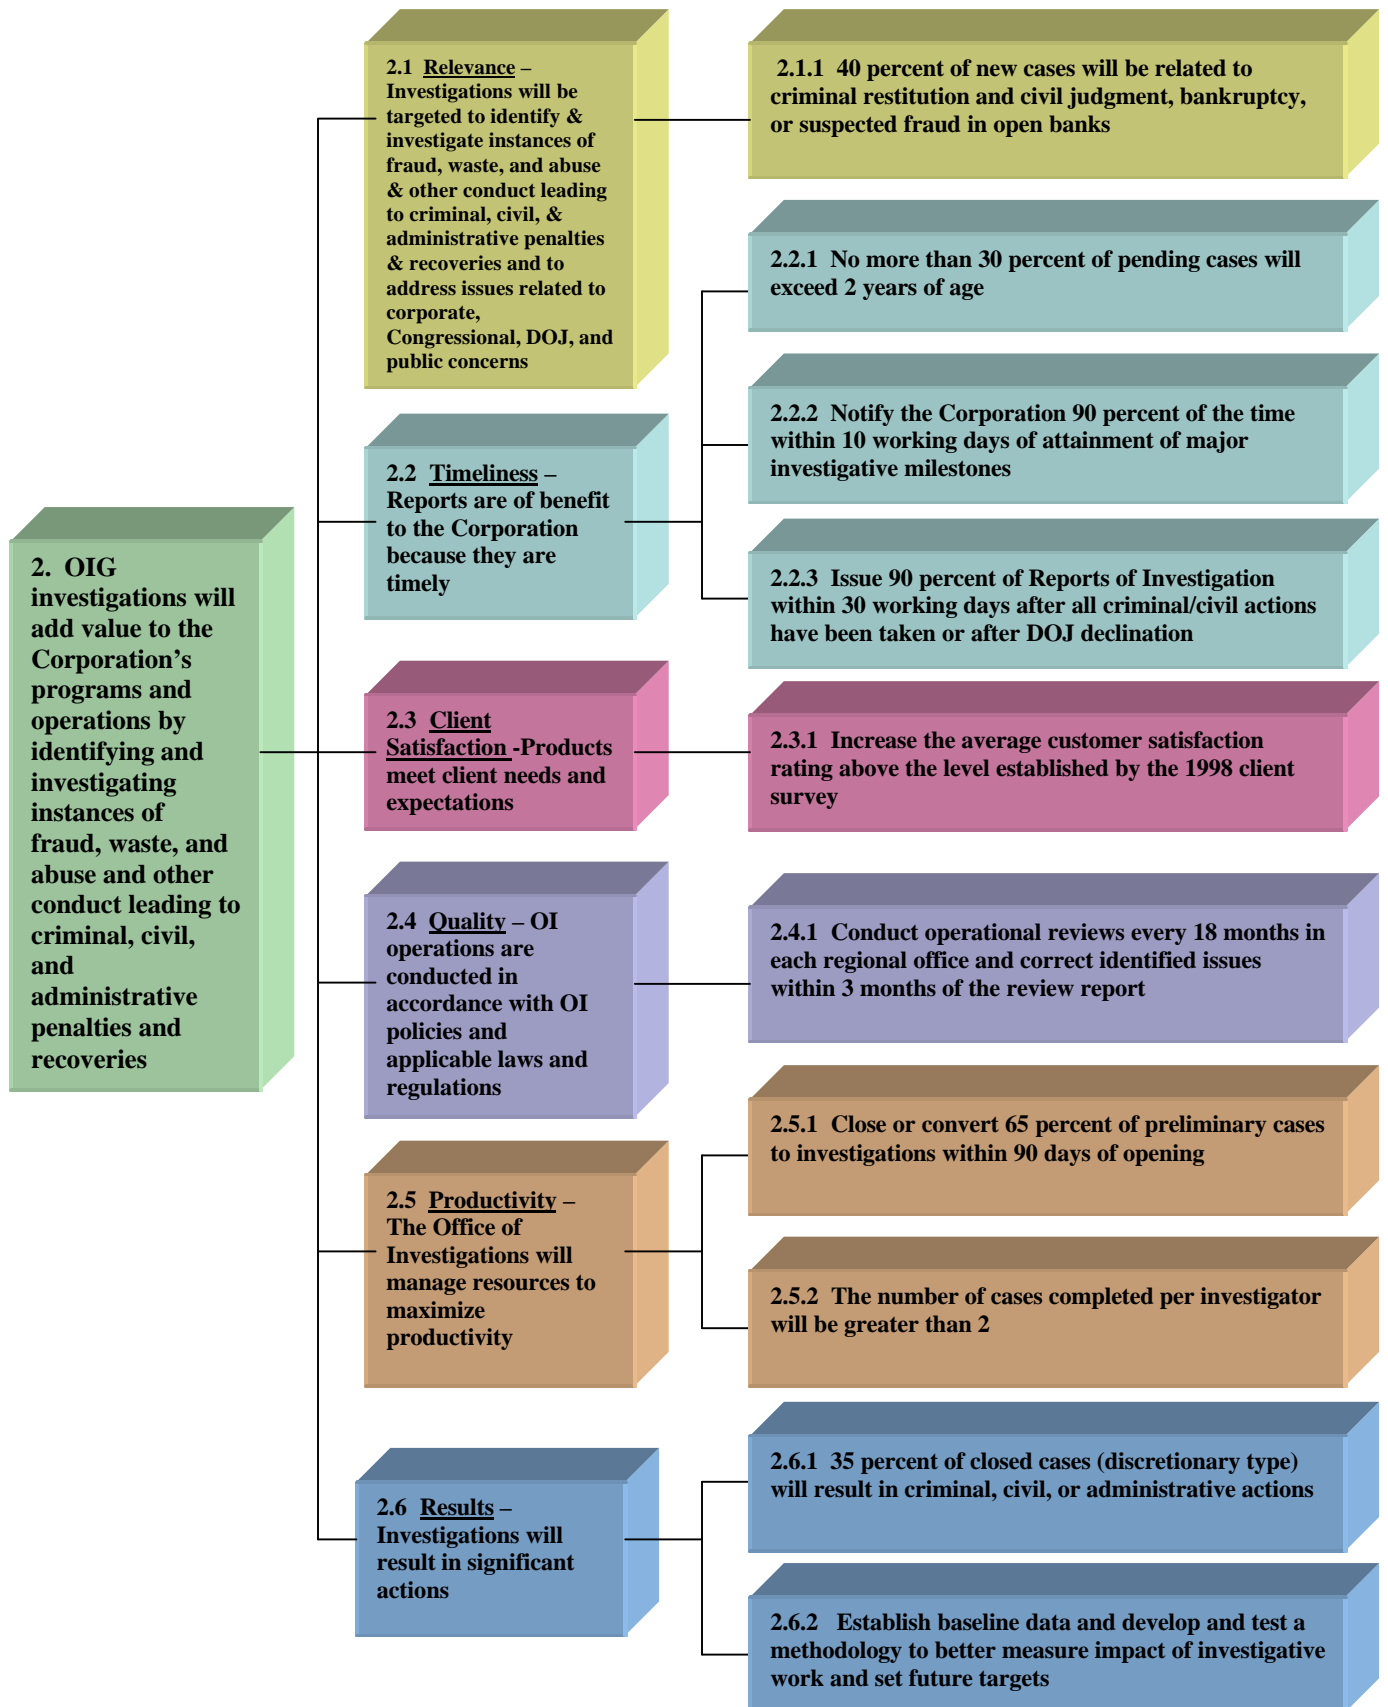 2. OIG
investigations will
add value to the
Corporation’s
programs and
operations by
identifying and
investigating
instances of
fraud, waste, and
abuse and other
conduct leading to
criminal, civil,
and
administrative
penalties and
recoveries
2.1 Relevance –
Investigations will be
targeted to identify &
investigate instances of
fraud, waste, and abuse
& other conduct leading
to criminal, civil, &
administrative penalties
& recoveries and to
address issues related to
corporate,
Congressional, DOJ, and
public concerns
2.1.1 40 percent of new cases will be related to
criminal restitution and civil judgment, bankruptcy,
or suspected fraud in open banks
2.2 Timeliness –
Reports are of benefit
to the Corporation
because they are
timely
2.2.1 No more than 30 percent of pending cases will
exceed 2 years of age
2.2.2 Notify the Corporation 90 percent of the time
within 10 working days of attainment of major
investigative milestones
2.2.3 Issue 90 percent of Reports of Investigation
within 30 working days after all criminal/civil actions
have been taken or after DOJ declination
2.3 Client
Satisfaction -Products
meet client needs and
expectations
2.3.1 Increase the average customer satisfaction
rating above the level established by the 1998 client
survey
2.4 Quality – OI
operations are
conducted in
accordance with OI
policies and
applicable laws and
regulations
2.4.1 Conduct operational reviews every 18 months in
each regional office and correct identified issues
within 3 months of the review report
2.5 Productivity –
The Office of
Investigations will
manage resources to
maximize
productivity
2.5.1 Close or convert 65 percent of preliminary cases
to investigations within 90 days of opening
2.5.2 The number of cases completed per investigator
will be greater than 2
2.6 Results –
Investigations will
result in significant
actions
2.6.1 35 percent of closed cases (discretionary type)
will result in criminal, civil, or administrative actions
2.6.2 Establish baseline data and develop and test a
methodology to better measure impact of investigative
work and set future targets